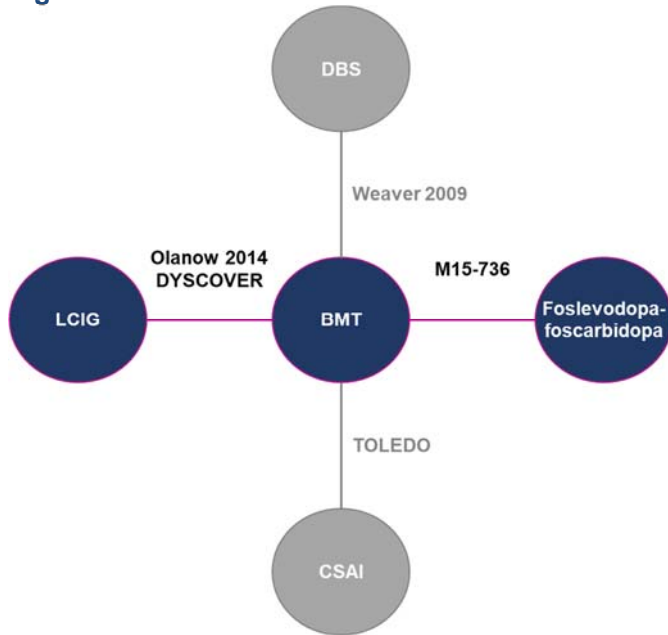 DBS
Weaver 2009
Olanow 2014
DYSCOVER
M15-736
LCIG
BMT
Foslevodopa-
foscarbidopa
TOLEDO
CSAI